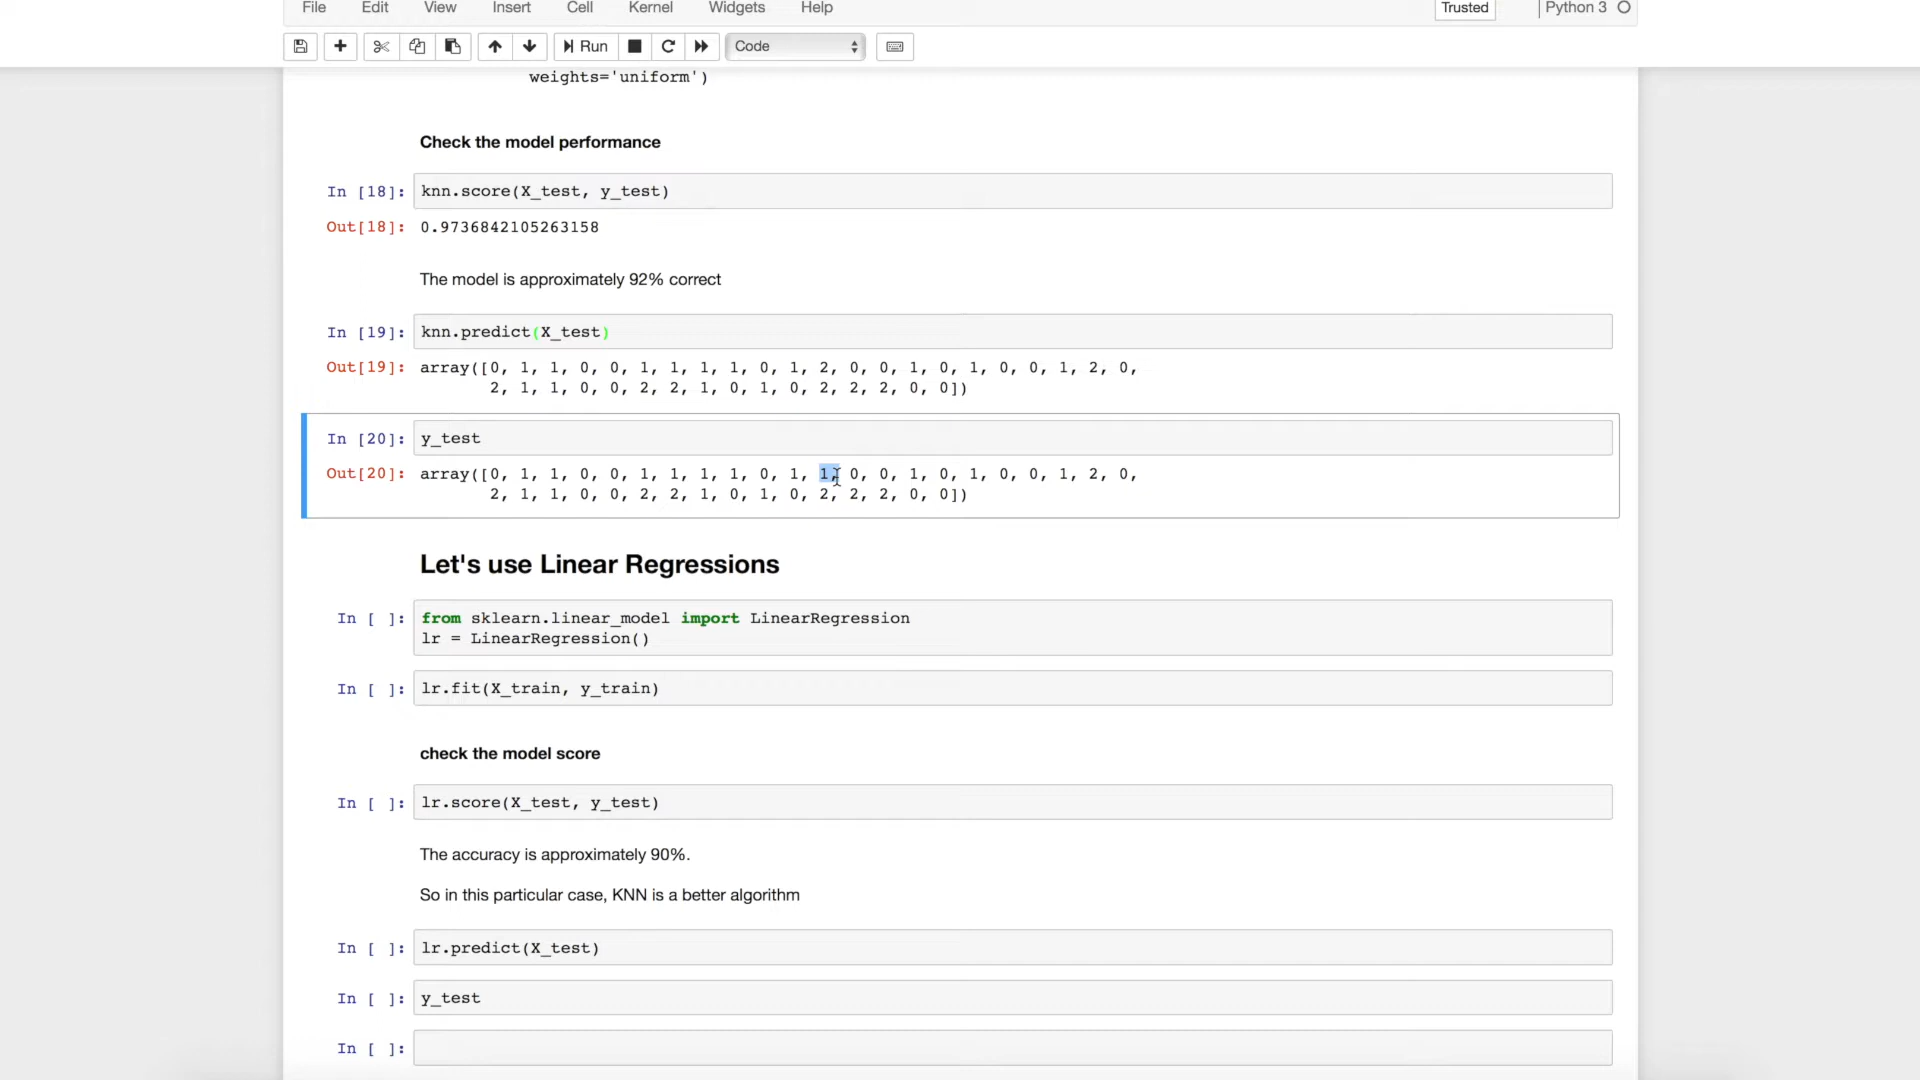 File Edit View Insert Cell Kernel Widgets Help Trusted Python 3
Run Code
weights='uniform')
Check the model performance
In [18]: knn.score(X_test, y_test)
Out[18]: 0.9736842105263158
The model is approximately 92% correct
In [19]: knn.predict(X_test)
Out[19]: array([0, 1, 1, 0, 0, 1, 1, 1, 1, 0, 1, 2, 0, 0, 1, 0, 1, 0, 0, 1, 2, 0,
2, 1, 1, 0, 0, 2, 2, 1, 0, 1, 0, 2, 2, 2, 0, 0])
In [20]: y_test
Out[20]: array([0, 1, 1, 0, 0, 1, 1, 1, 1, 0, 1, 1, 0, 0, 1, 0, 1, 0, 0, 1, 2, 0,
2, 1, 1, 0, 0, 2, 2, 1, 0, 1, 0, 2, 2, 2, 0, 0])
Let's use Linear Regressions
In [ ]: from sklearn.linear_model import LinearRegression
lr = LinearRegression()
In [ ]: lr.fit(X_train, y_train)
check the model score
In [ ]: lr.score(X_test, y_test)
The accuracy is approximately 90%.
So in this particular case, KNN is a better algorithm
In [ ]: lr.predict(X_test)
In [ ]: y_test
In [ ]: